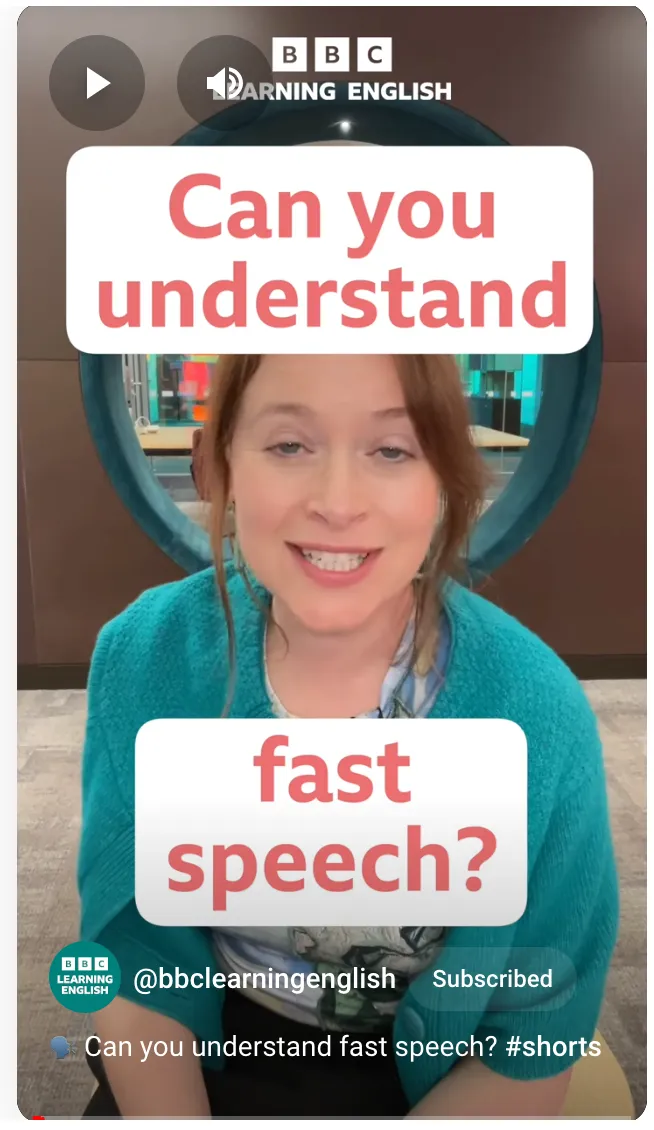 BBC
LEARNING ENGLISH
Can you
understand
fast
speech?
BBC
LEARNING
ENGLISH
@bbclearningenglish
Subscribed
🗣 Can you understand fast speech? #shorts